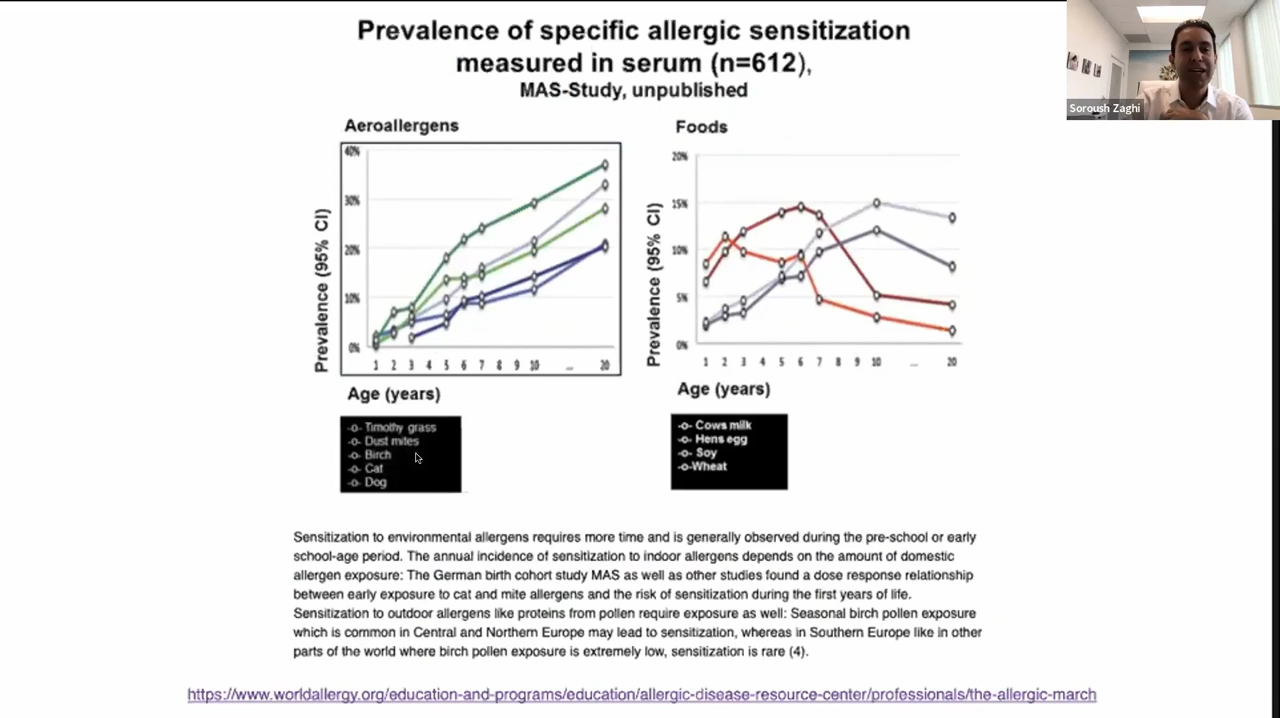 Prevalence of specific allergic sensitization
measured in serum (n=612),
MAS-Study, unpublished
Soroush Zaghi
Aeroallergens
Prevalence (95% CI)
40%
30%
20%
10%
0%
1 2 3 4 5 6 7 8 9 10 ... 20
Age (years)
-o- Timothy grass
-o- Dust mites
-o- Birch
-o- Cat
-o- Dog
Foods
Prevalence (95% CI)
20%
15%
10%
5%
0%
1 2 3 4 5 6 7 8 9 10 ... 20
Age (years)
-o- Cows milk
-o- Hens egg
-o- Soy
-o-Wheat
Sensitization to environmental allergens requires more time and is generally observed during the pre-school or early
school-age period. The annual incidence of sensitization to indoor allergens depends on the amount of domestic
allergen exposure: The German birth cohort study MAS as well as other studies found a dose response relationship
between early exposure to cat and mite allergens and the risk of sensitization during the first years of life.
Sensitization to outdoor allergens like proteins from pollen require exposure as well: Seasonal birch pollen exposure
which is common in Central and Northern Europe may lead to sensitization, whereas in Southern Europe like in other
parts of the world where birch pollen exposure is extremely low, sensitization is rare (4).
https://www.worldallergy.org/education-and-programs/education/allergic-disease-resource-center/professionals/the-allergic-march